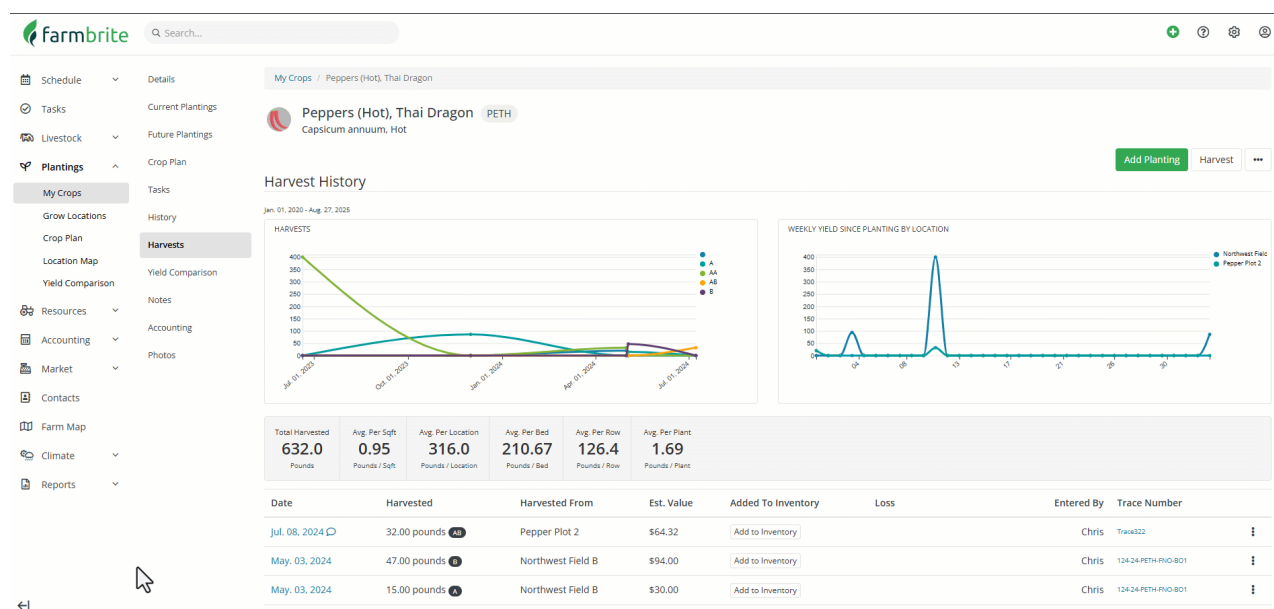 farmbrite
Search...
Schedule
Tasks
Livestock
Plantings
My Crops
Grow Locations
Crop Plan
Location Map
Yield Comparison
Resources
Accounting
Market
Contacts
Farm Map
Climate
Reports
Details
Current Plantings
Future Plantings
Crop Plan
Tasks
History
Harvests
Yield Comparison
Notes
Accounting
Photos
My Crops / Peppers (Hot), Thai Dragon
Peppers (Hot), Thai Dragon PETH
Capsicum annuum, Hot
Add Planting Harvest
Harvest History
Jan. 01, 2020 - Aug. 27, 2025
HARVESTS
400
350
300
250
200
150
100
50
0
Jul. 01, 2023 Oct. 01, 2023 Jan. 01, 2024 Apr. 01, 2024 Jul. 01, 2024
A
AA
AB
B
WEEKLY YIELD SINCE PLANTING BY LOCATION
400
350
300
250
200
150
100
50
0
04 08 13 17 21 26 30
Northwest Field
Pepper Plot 2
Total Harvested Avg. Per Sqft Avg. Per Location Avg. Per Bed Avg. Per Row Avg. Per Plant
632.0 0.95 316.0 210.67 126.4 1.69
Pounds Pounds / Sqft Pounds / Location Pounds / Bed Pounds / Row Pounds / Plant
Date Harvested Harvested From Est. Value Added To Inventory Loss Entered By Trace Number
Jul. 08, 2024 32.00 pounds AB Pepper Plot 2 $64.32 Add to Inventory Chris Trace322
May. 03, 2024 47.00 pounds B Northwest Field B $94.00 Add to Inventory Chris 124-24-PETH-FNO-BO1
May. 03, 2024 15.00 pounds A Northwest Field B $30.00 Add to Inventory Chris 124-24-PETH-FNO-BO1